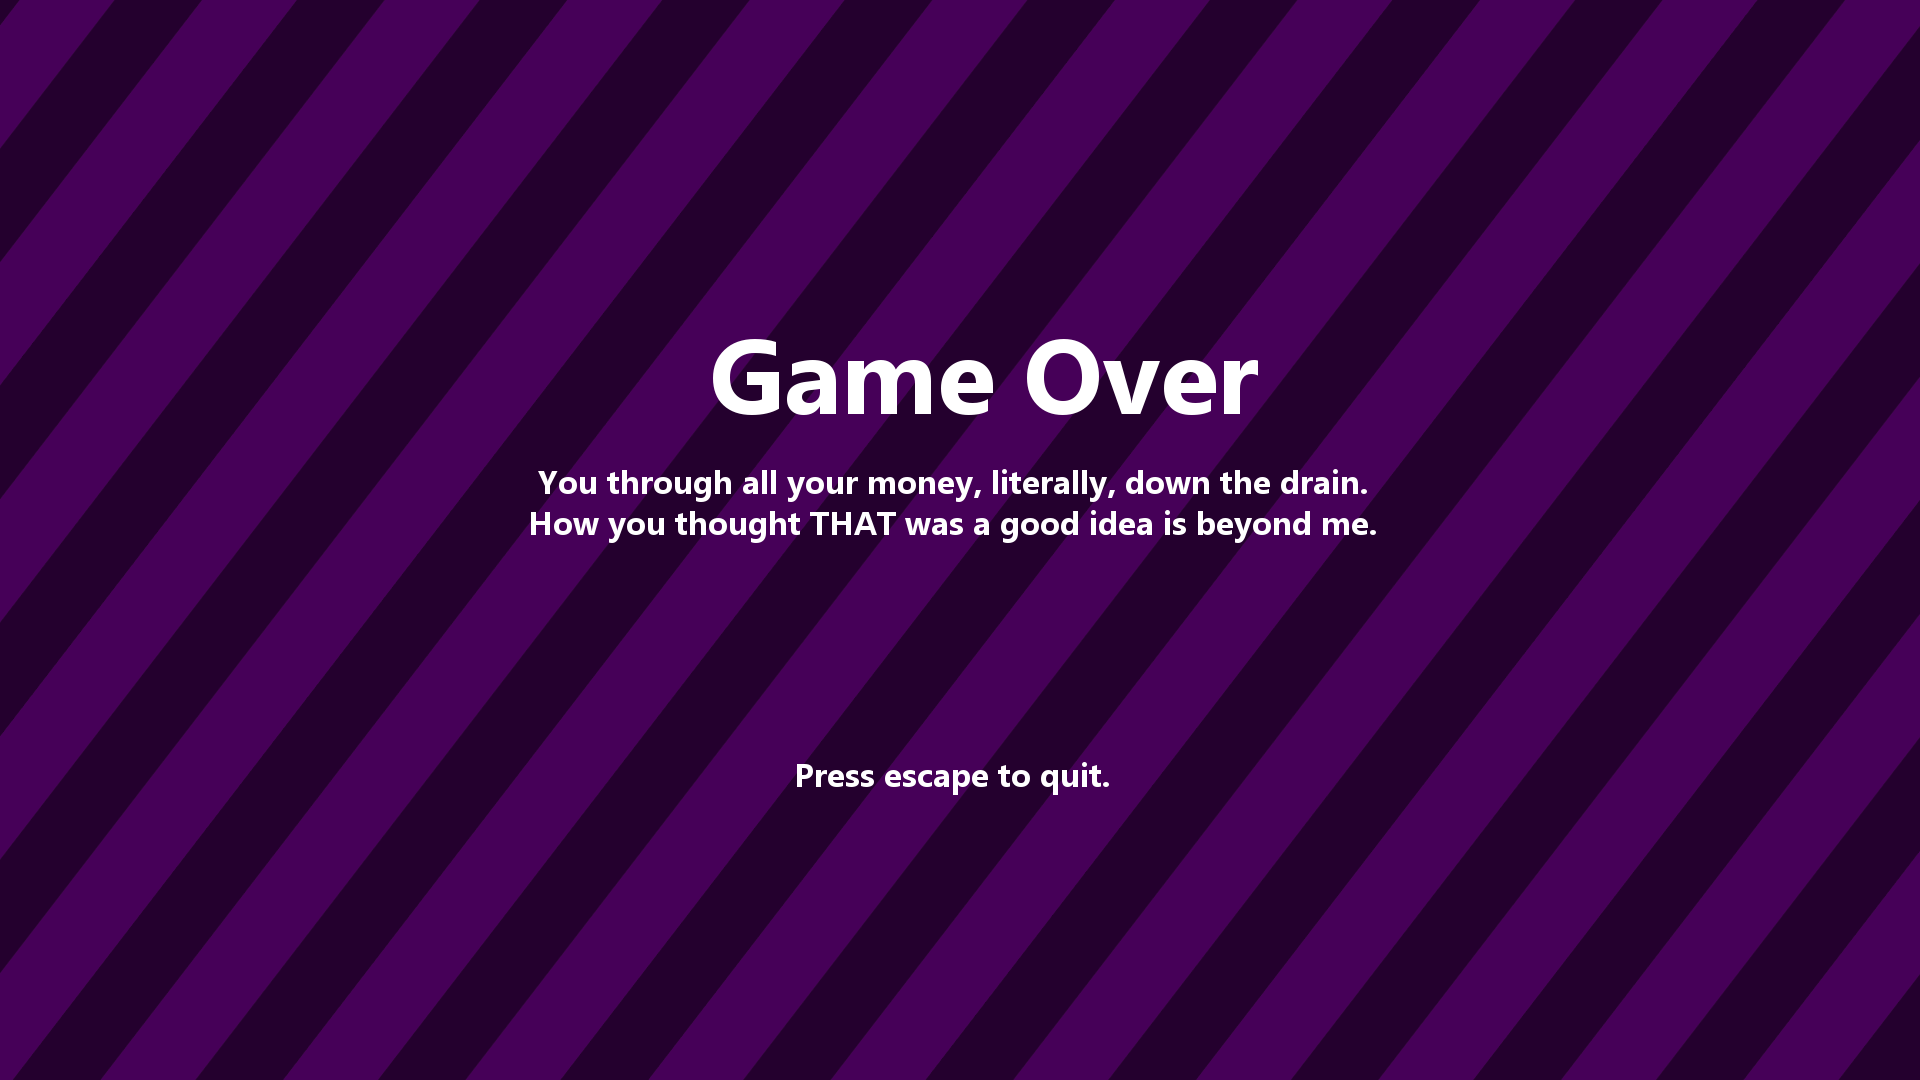 Game Over
You through all your money, literally, down the drain.
How you thought THAT was a good idea is beyond me.
Press escape to quit.